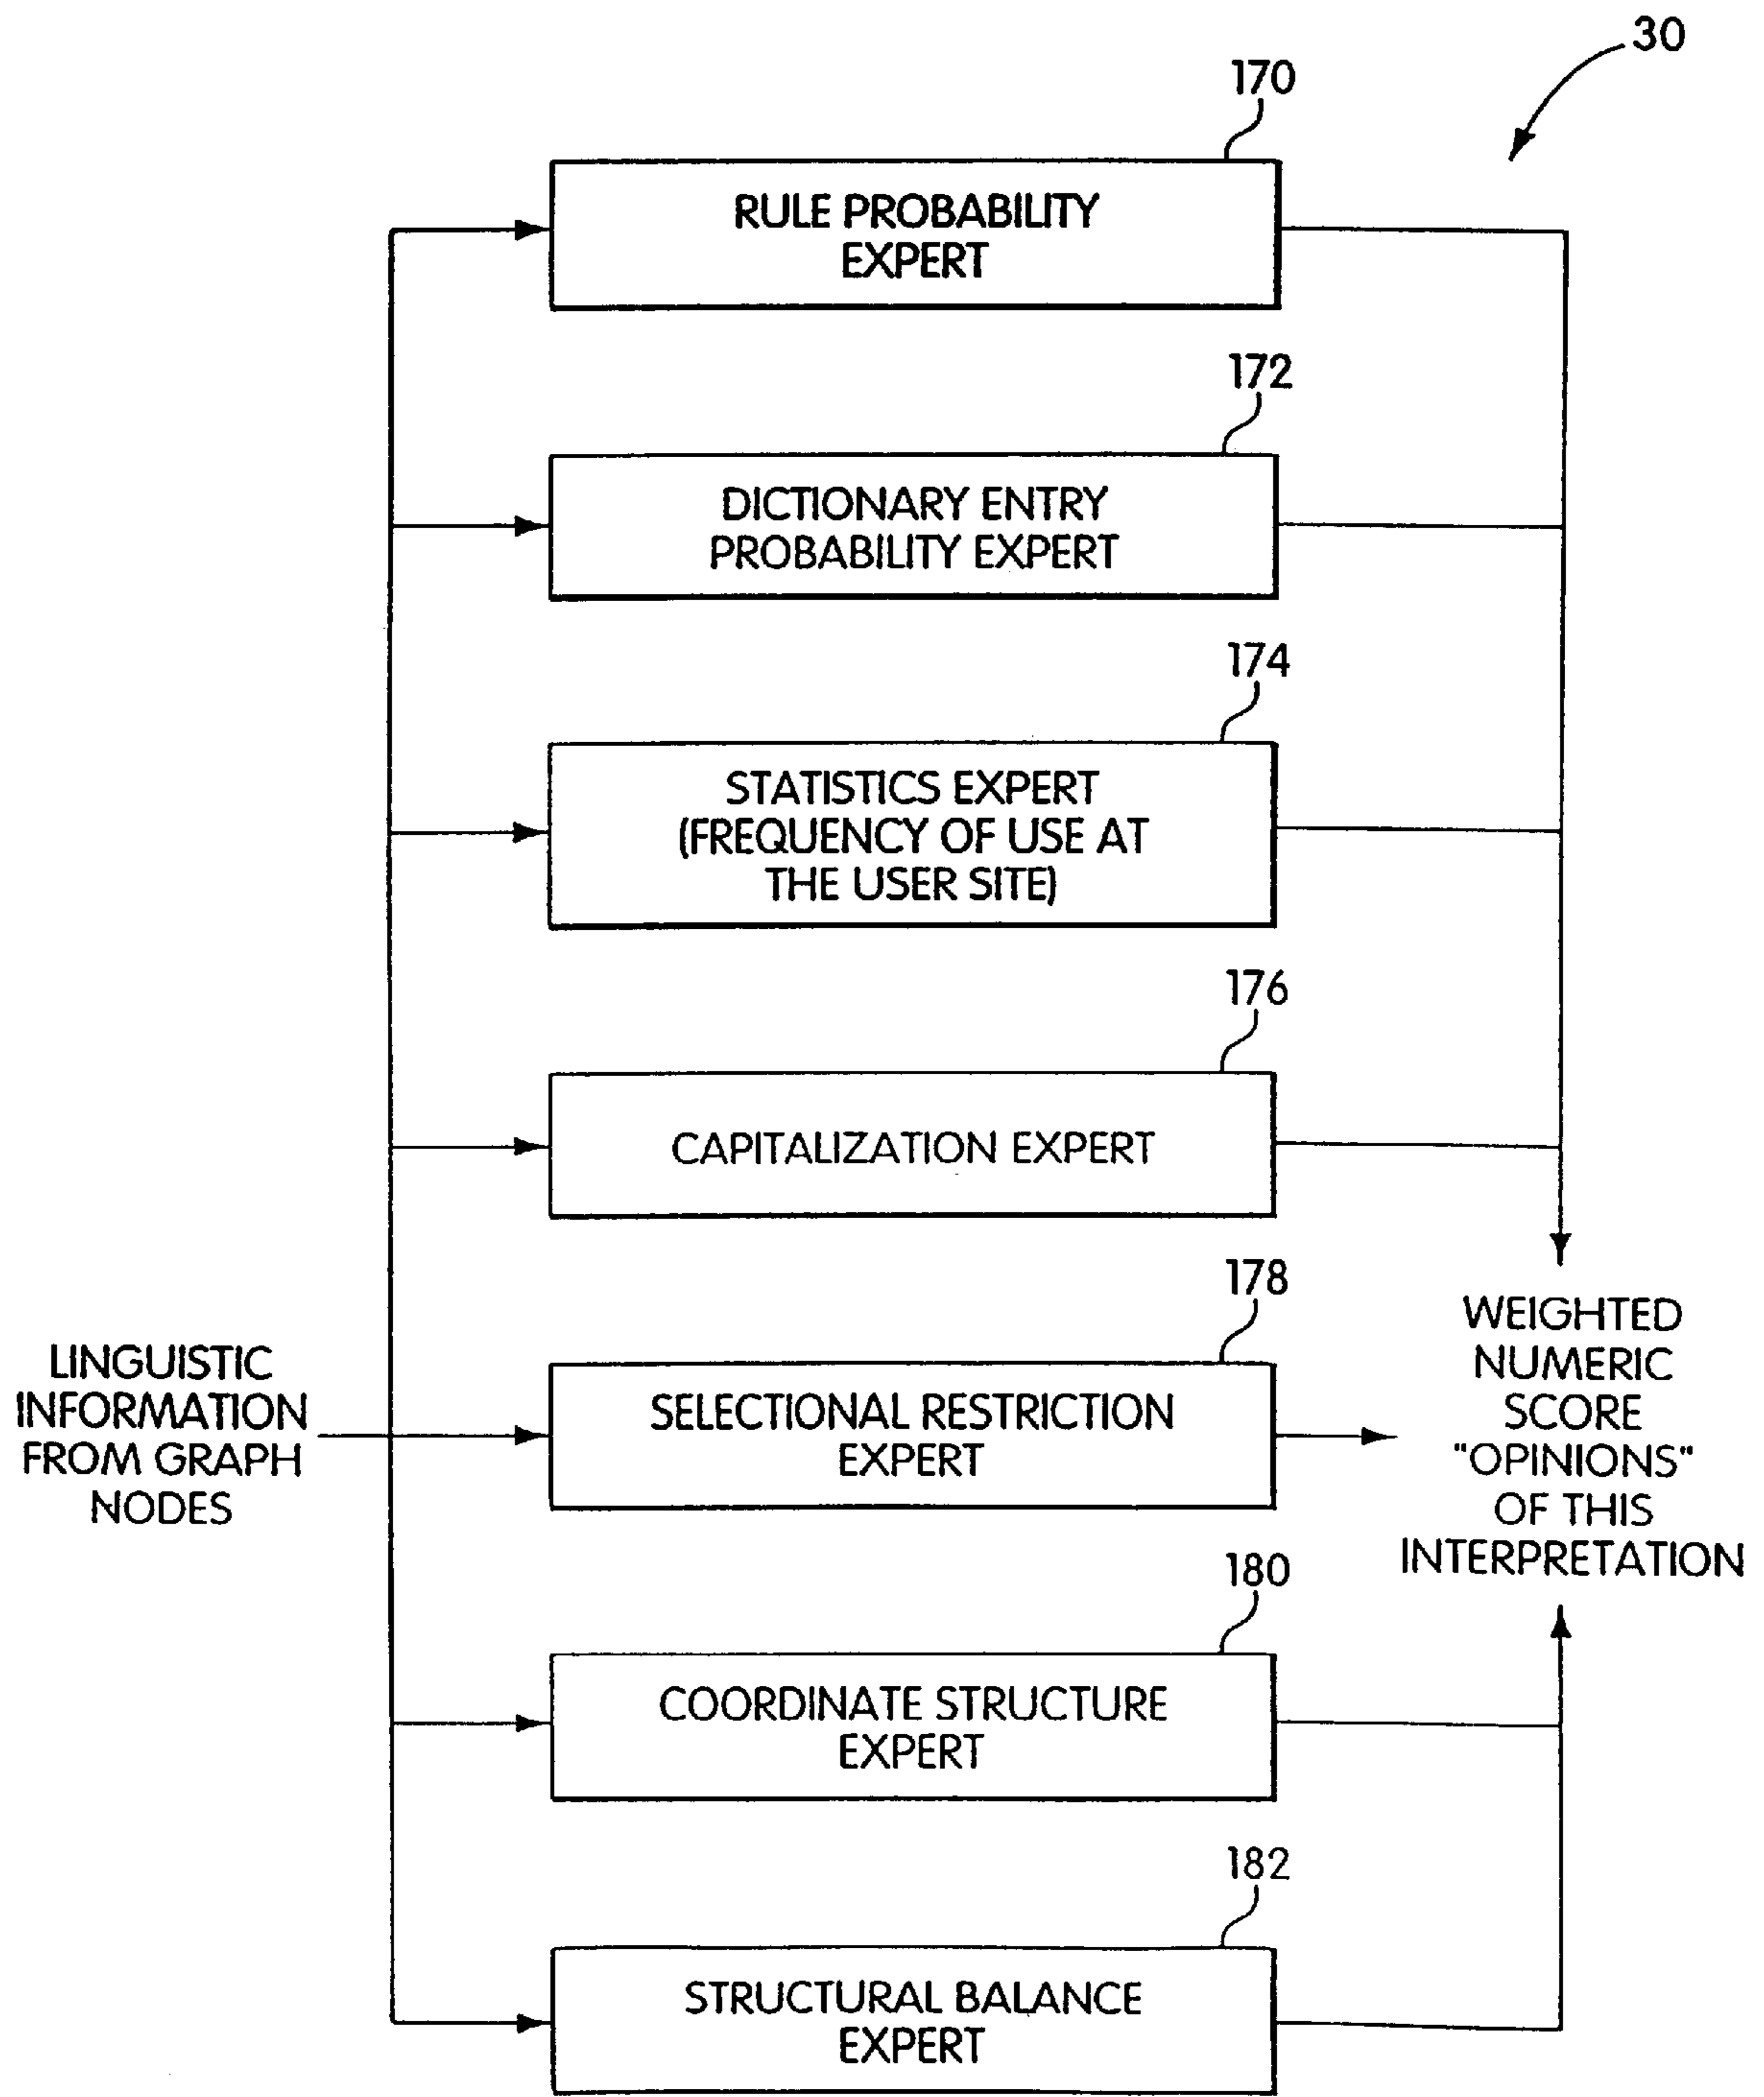 30
170
RULE PROBABILITY
EXPERT
172
DICTIONARY ENTRY
PROBABILITY EXPERT
174
STATISTICS EXPERT
(FREQUENCY OF USE AT
THE USER SITE)
176
CAPITALIZATION EXPERT
178
LINGUISTIC
INFORMATION
FROM GRAPH
NODES
SELECTIONAL RESTRICTION
EXPERT
WEIGHTED
NUMERIC
SCORE
"OPINIONS"
OF THIS
INTERPRETATION
180
COORDINATE STRUCTURE
EXPERT
182
STRUCTURAL BALANCE
EXPERT